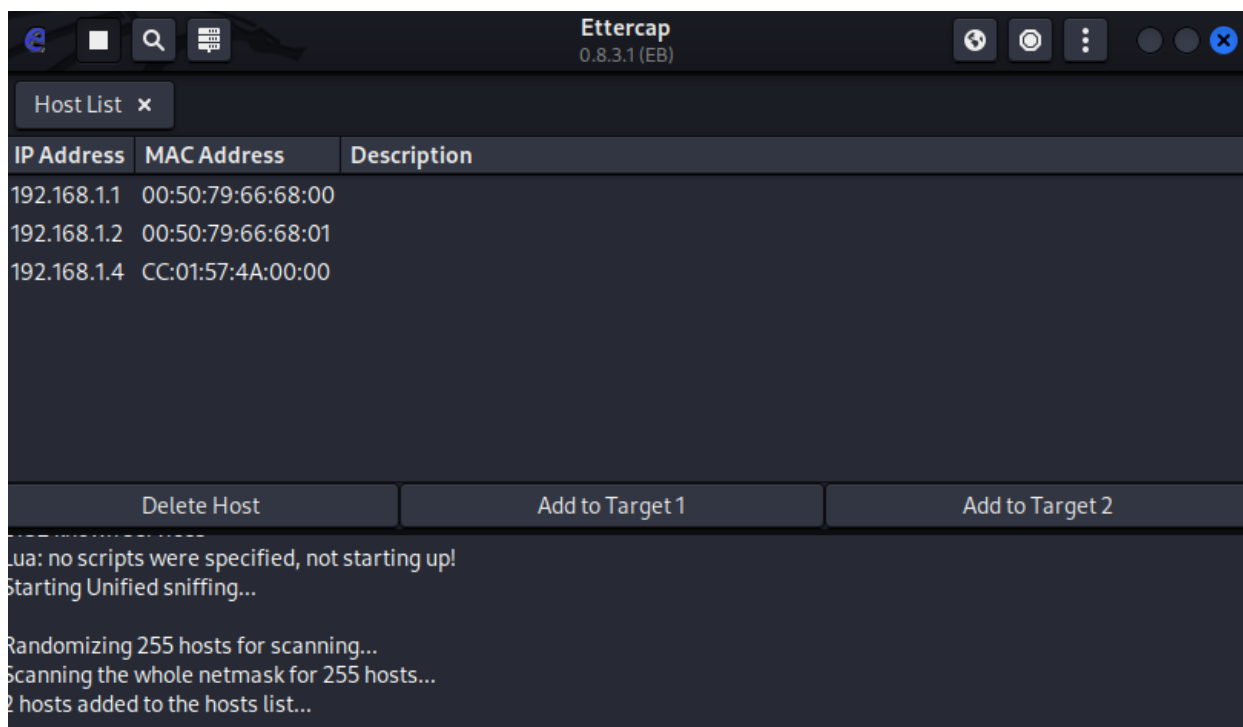 Ettercap
0.8.3.1 (EB)
Host List ×
IP Address MAC Address Description
192.168.1.1 00:50:79:66:68:00
192.168.1.2 00:50:79:66:68:01
192.168.1.4 CC:01:57:4A:00:00
Delete Host Add to Target 1 Add to Target 2
Lua: no scripts were specified, not starting up!
Starting Unified sniffing...
Randomizing 255 hosts for scanning...
Scanning the whole netmask for 255 hosts...
2 hosts added to the hosts list...